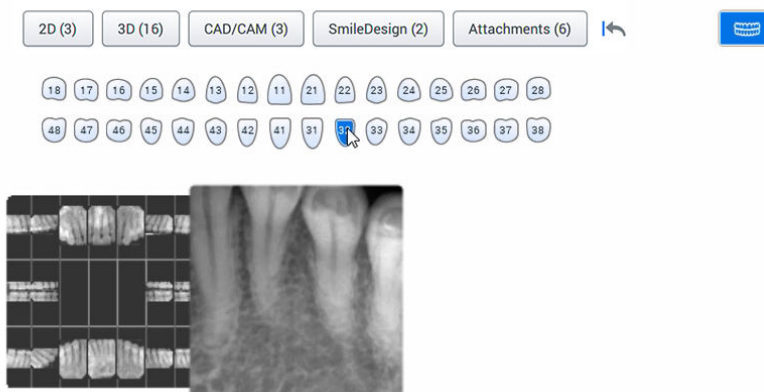 2D (3) 3D (16) CAD/CAM (3) SmileDesign (2) Attachments (6)
18 17 16 15 14 13 12 11 21 22 23 24 25 26 27 28
48 47 46 45 44 43 42 41 31 32 33 34 35 36 37 38